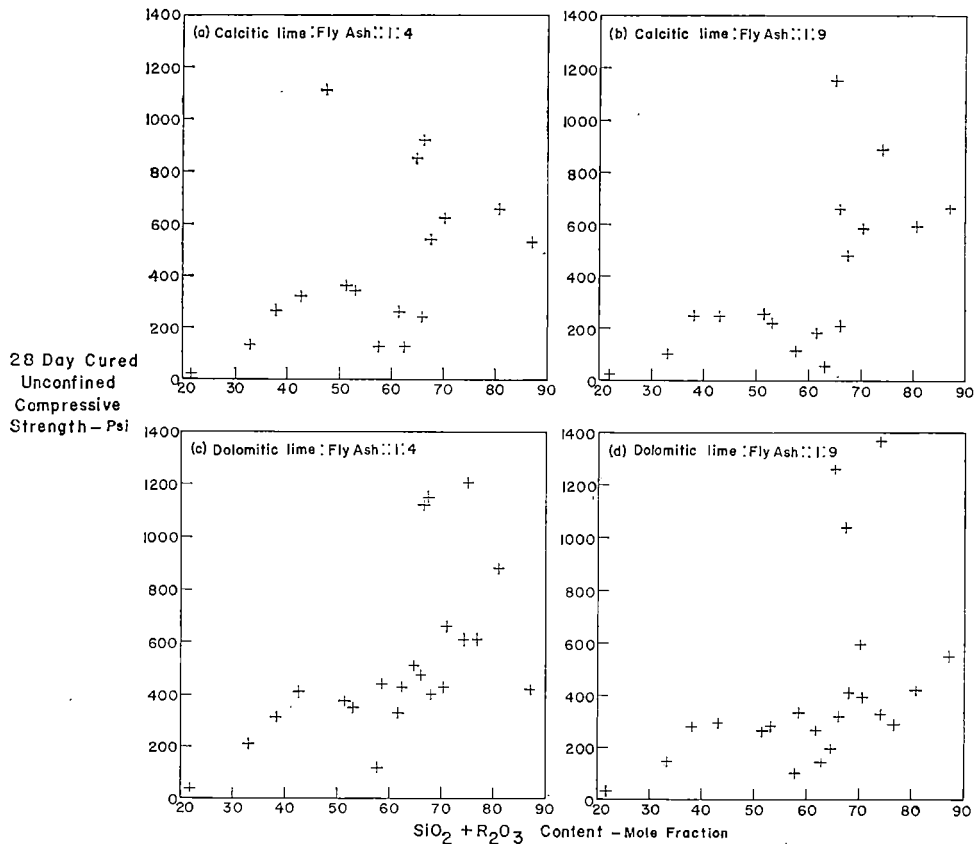 (a) Calcitic lime : Fly Ash :: 1 : 4
1400
1200
1000
800
600
400
200
0
20 30 40 50 60 70 80 90
(b) Calcitic lime : Fly Ash :: 1 : 9
1400
1200
1000
800
600
400
200
0
20 30 40 50 60 70 80 90
28 Day Cured
Unconfined
Compressive
Strength – Psi
(c) Dolomitic lime : Fly Ash :: 1 : 4
1400
1200
1000
800
600
400
200
0
20 30 40 50 60 70 80 90
(d) Dolomitic lime : Fly Ash :: 1 : 9
1400
1200
1000
800
600
400
200
0
20 30 40 50 60 70 80 90
SiO₂ + R₂O₃ Content – Mole Fraction